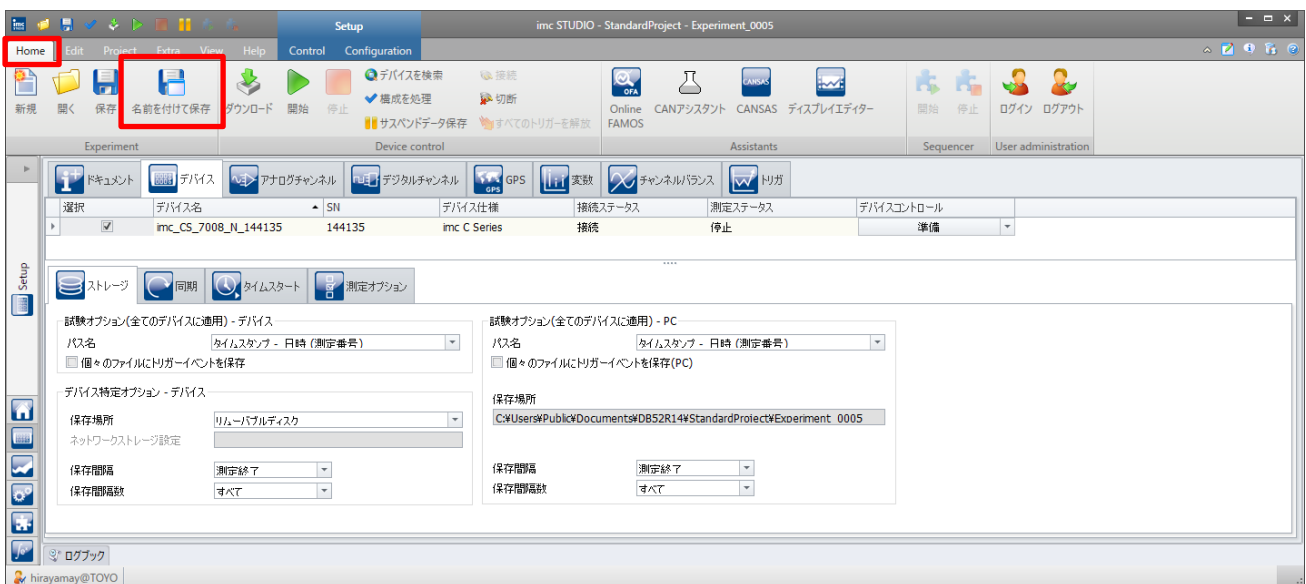 imc
Setup
imc STUDIO - StandardProject - Experiment_0005
Home Edit Project Extra View Help Control Configuration
新規 開く 保存 名前を付けて保存 ダウンロード 開始 停止
デバイスを検索 接続
構成を処理 切断
サスペンドデータ保存 すべてのトリガーを解放
OFA
CANSAS
Online FAMOS CANアシスタント CANSAS ディスプレイエディター
開始 停止 ログイン ログアウト
Experiment Device control Assistants Sequencer User administration
ドキュメント デバイス アナログチャンネル デジタルチャンネル GPS GPS 変数 チャンネルバランス トリガ
選択 デバイス名 SN デバイス仕様 接続ステータス 測定ステータス デバイスコントロール
imc_CS_7008_N_144135 144135 imc C Series 接続 停止 準備
Setup
ストレージ 同期 タイムスタート 測定オプション
試験オプション(全てのデバイスに適用) - デバイス
パス名 タイムスタンプ - 日時 (測定番号)
個々のファイルにトリガーイベントを保存
デバイス特定オプション - デバイス
保存場所 リムーバブルディスク
ネットワークストレージ設定
保存間隔 測定終了
保存間隔数 すべて
試験オプション(全てのデバイスに適用) - PC
パス名 タイムスタンプ - 日時 (測定番号)
個々のファイルにトリガーイベントを保存(PC)
保存場所
C:¥Users¥Public¥Documents¥DB52R14¥StandardProject¥Experiment_0005
保存間隔 測定終了
保存間隔数 すべて
ログブック
hirayamay@TOYO